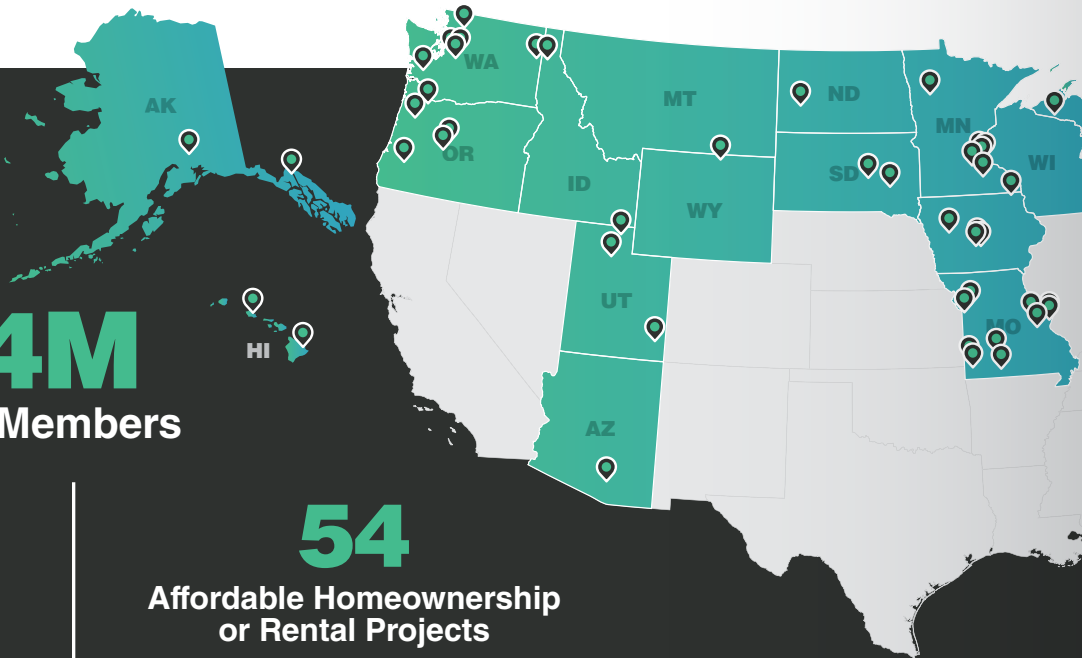 AK
WA
MT
ND
MN
OR
ID
SD
WI
WY
UT
MO
HI
AZ
4M
Members
54
Affordable Homeownership
or Rental Projects